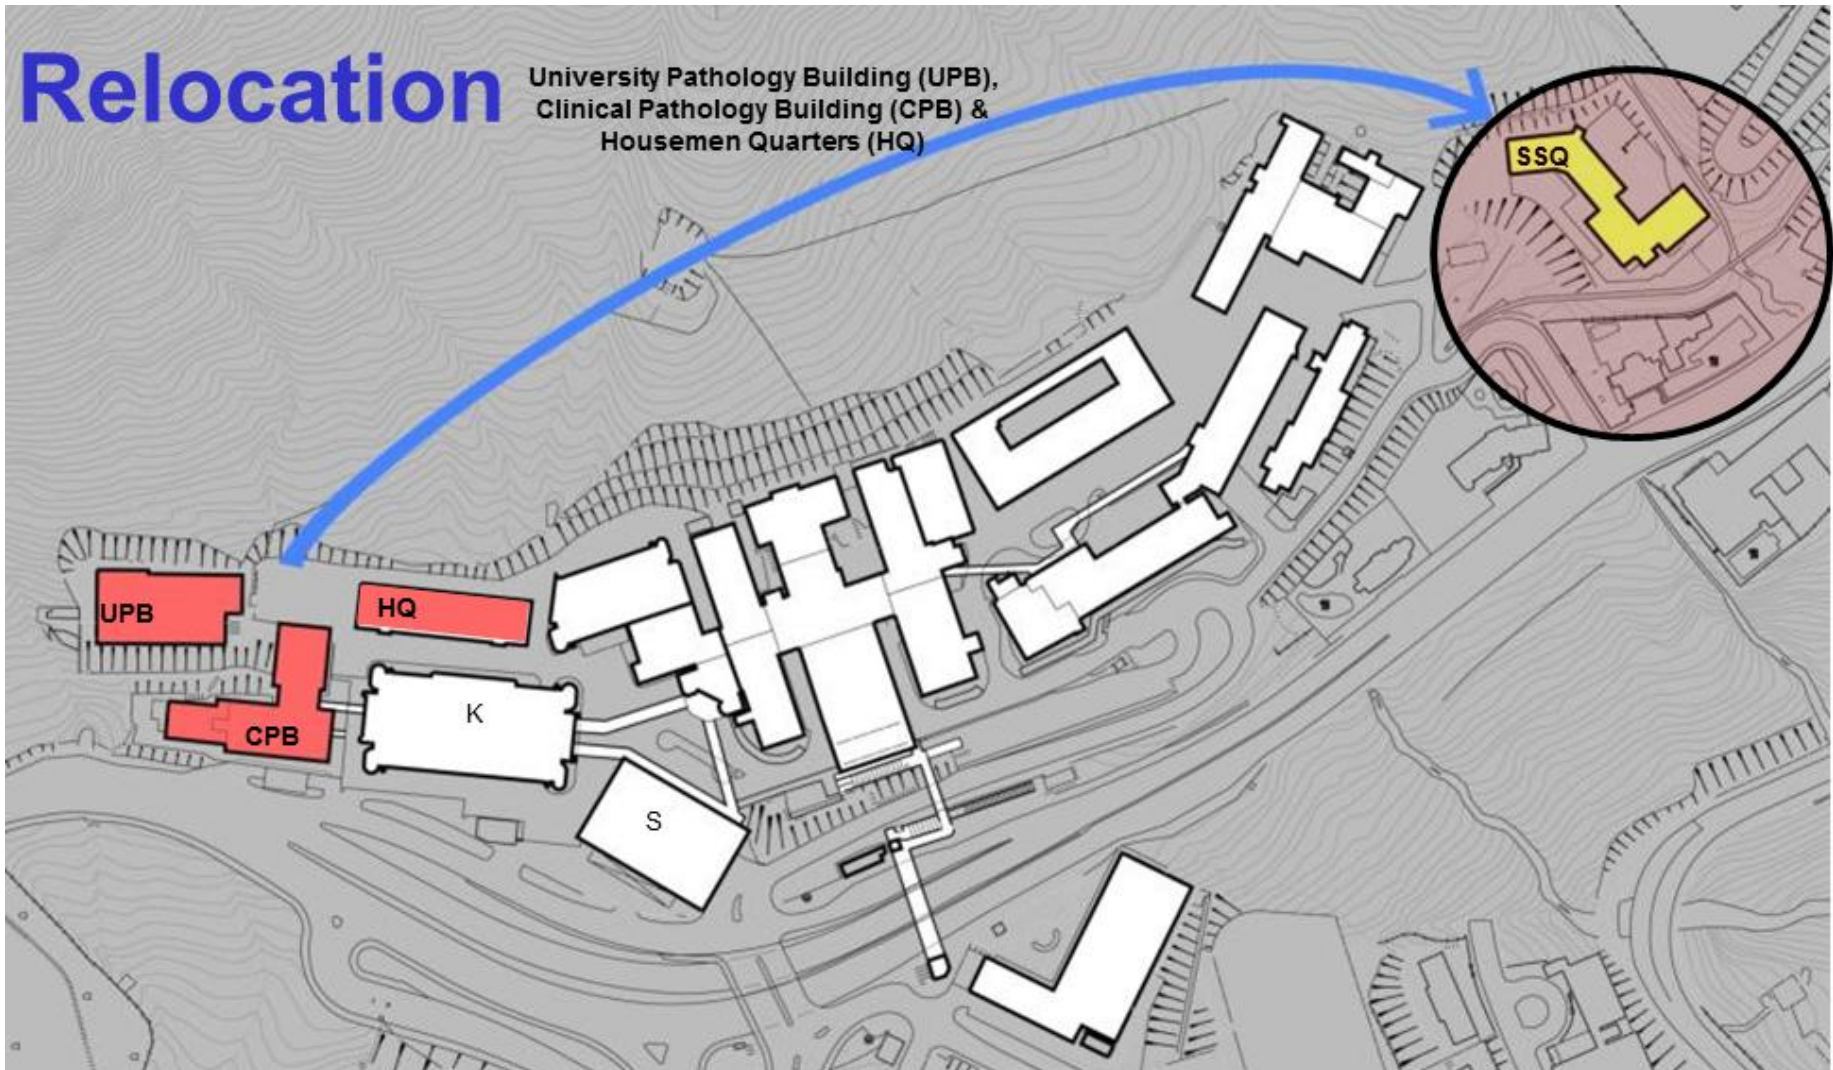 Relocation
University Pathology Building (UPB),
Clinical Pathology Building (CPB) &
Housemen Quarters (HQ)
SSQ
UPB
HQ
K
CPB
S